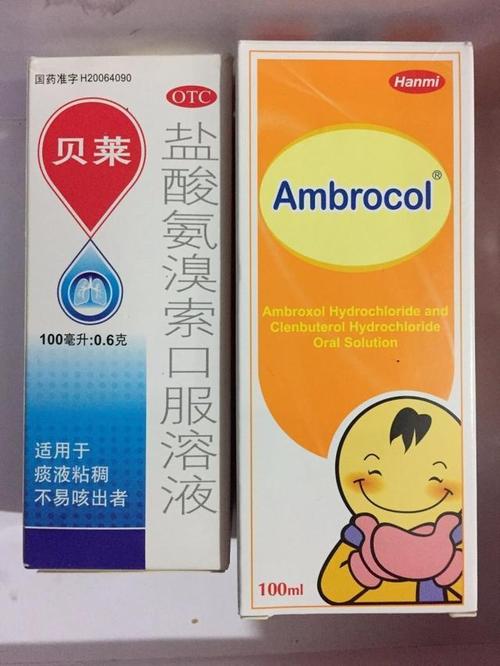 国药准字H20064090
OTC
贝莱
盐酸氨溴索口服溶液
100毫升:0.6克
适用于
痰液粘稠
不易咳出者
Hanmi
Ambrocol®
Ambroxol Hydrochloride and
Clenbuterol Hydrochloride
Oral Solution
100ml